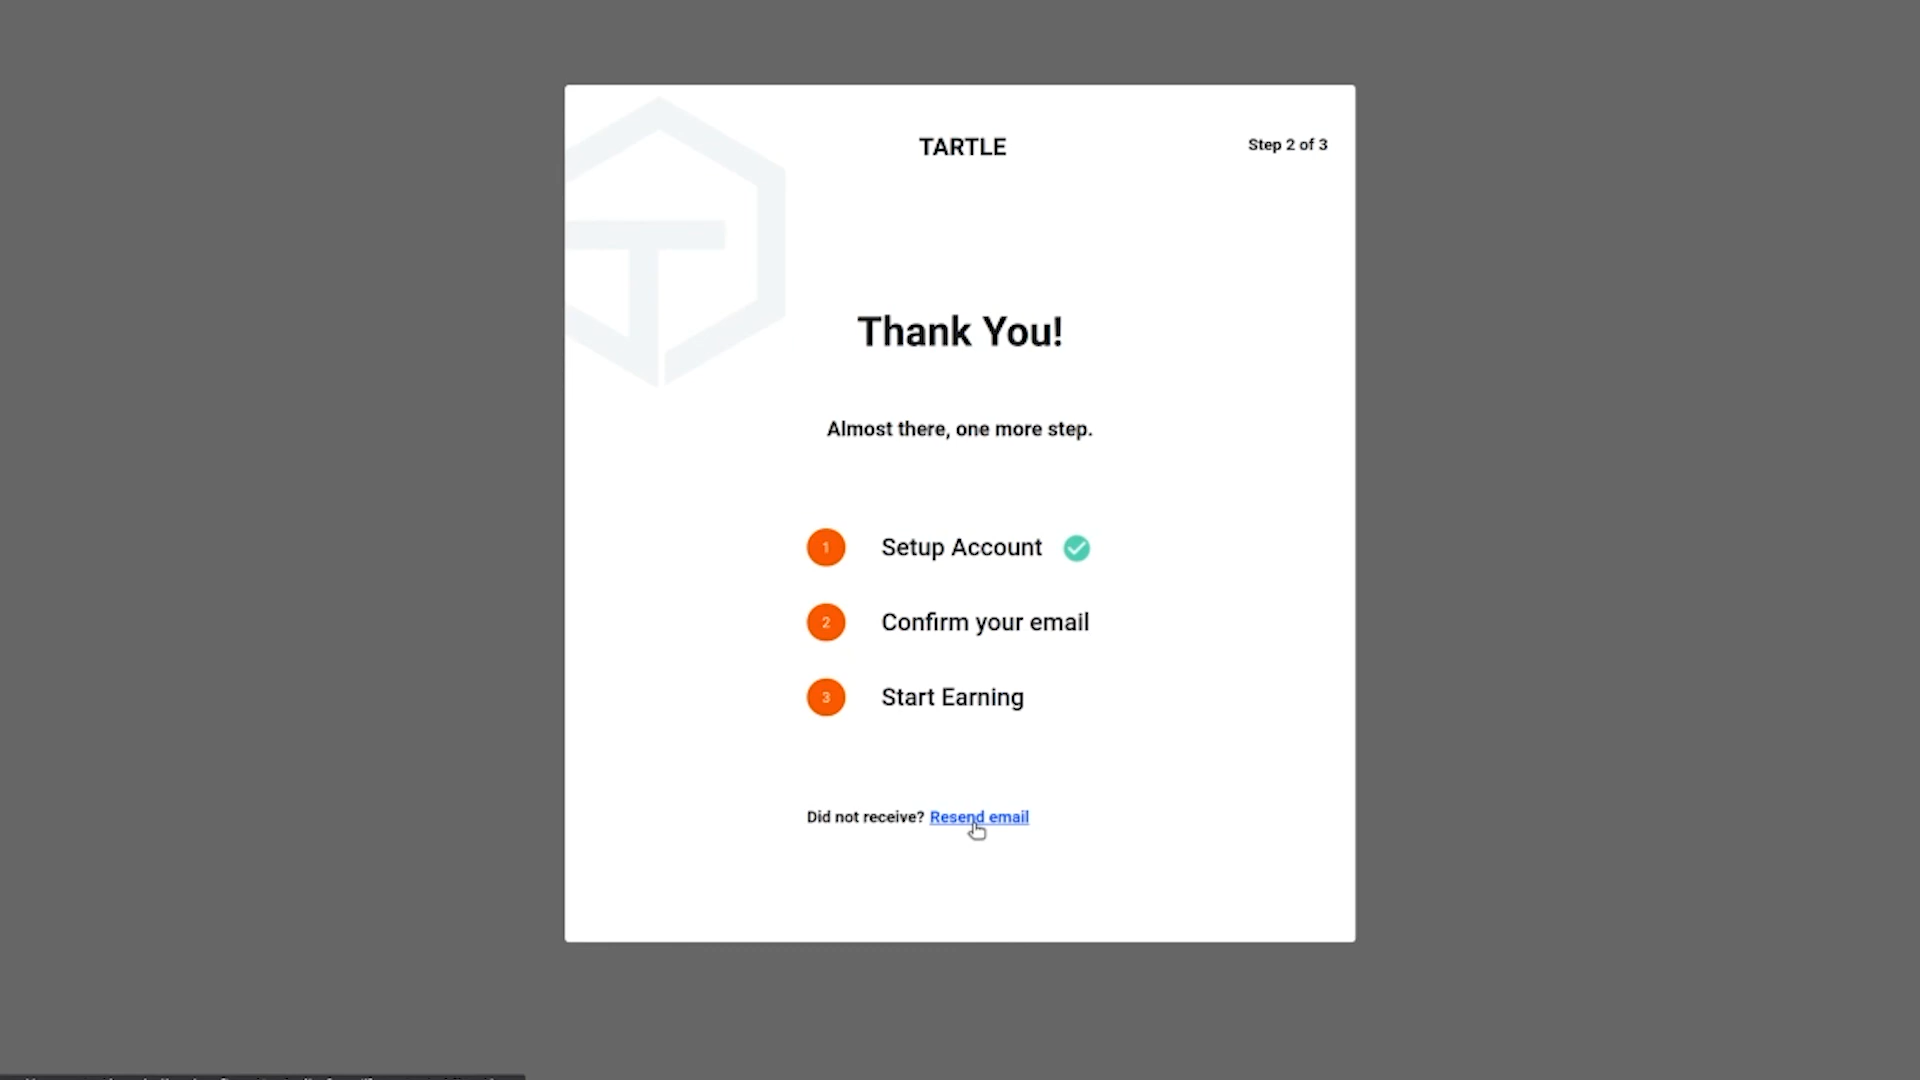 TARTLE
Step 2 of 3
Thank You!
Almost there, one more step.
1 Setup Account
2 Confirm your email
3 Start Earning
Did not receive? Resend email